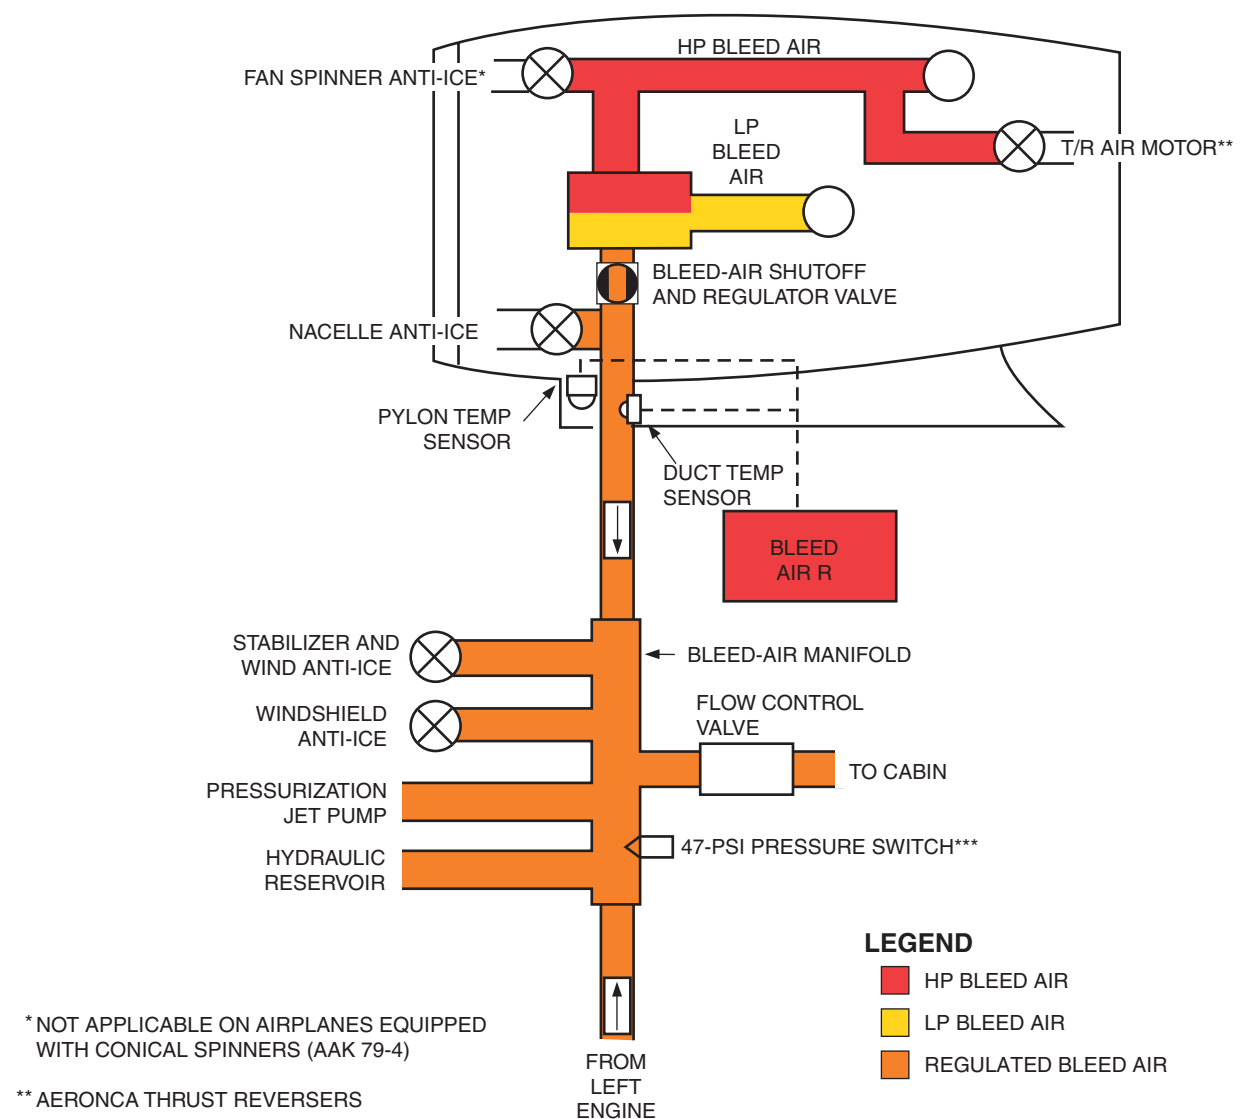 HP BLEED AIR
FAN SPINNER ANTI-ICE*
LP
BLEED
AIR
T/R AIR MOTOR**
BLEED-AIR SHUTOFF
AND REGULATOR VALVE
NACELLE ANTI-ICE
PYLON TEMP
SENSOR
DUCT TEMP
SENSOR
BLEED
AIR R
STABILIZER AND
WIND ANTI-ICE
BLEED-AIR MANIFOLD
WINDSHIELD
ANTI-ICE
FLOW CONTROL
VALVE
TO CABIN
PRESSURIZATION
JET PUMP
47-PSI PRESSURE SWITCH***
HYDRAULIC
RESERVOIR
LEGEND
HP BLEED AIR
LP BLEED AIR
REGULATED BLEED AIR
* NOT APPLICABLE ON AIRPLANES EQUIPPED
WITH CONICAL SPINNERS (AAK 79-4)
** AERONCA THRUST REVERSERS
FROM
LEFT
ENGINE